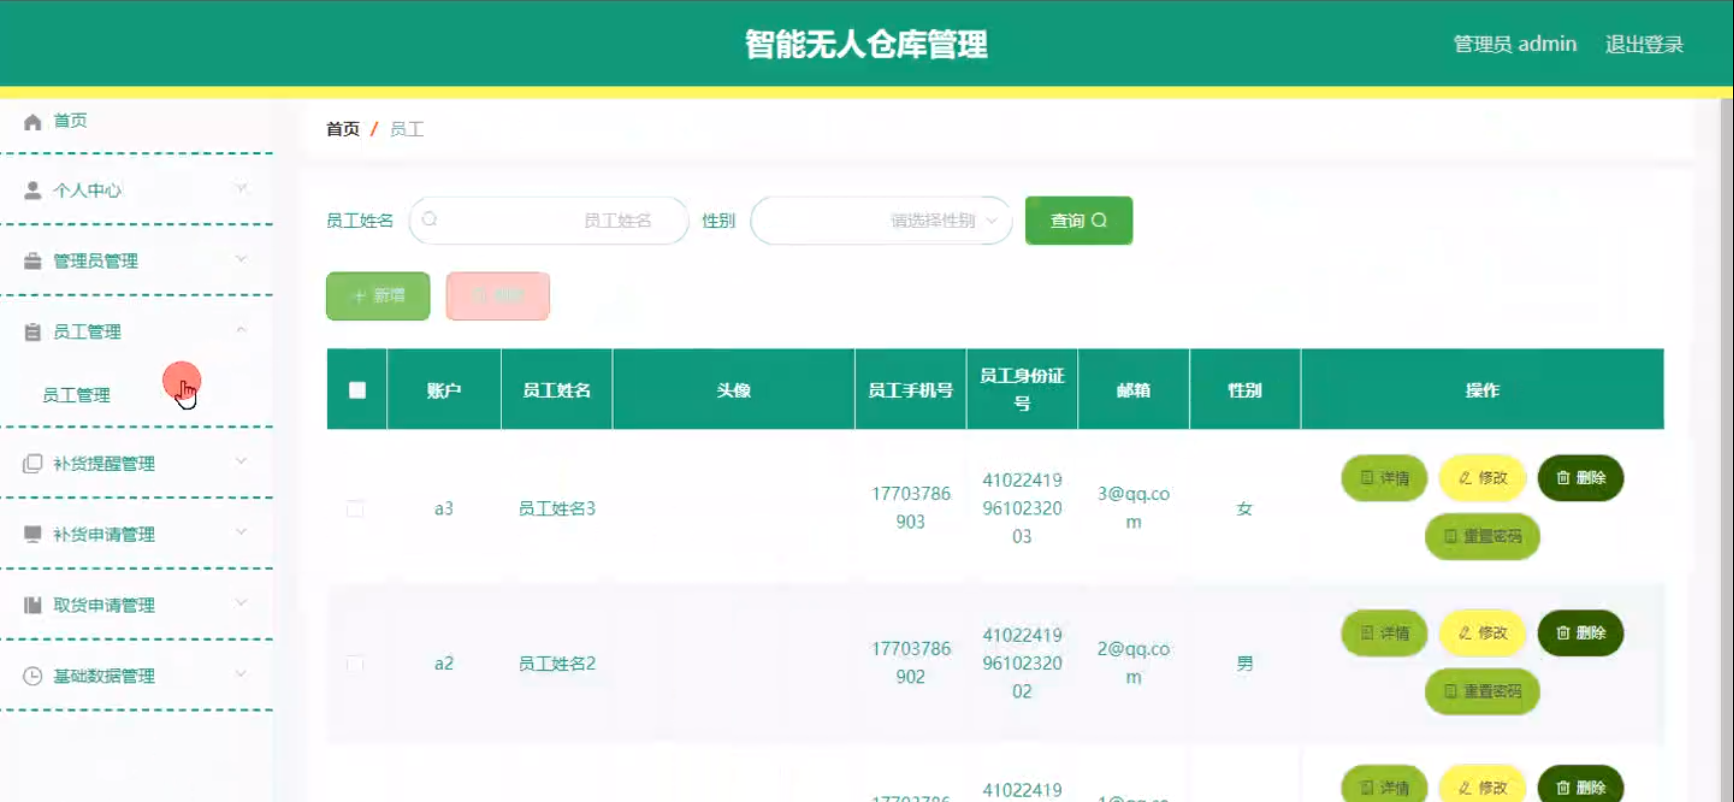 智能无人仓库管理
管理员 admin
退出登录
首页
个人中心
管理员管理
员工管理
员工管理
补货提醒管理
补货申请管理
取货申请管理
基础数据管理
首页 / 员工
员工姓名 员工姓名 性别 请选择性别 查询
+ 新增 删除
账户 员工姓名 头像 员工手机号 员工身份证号 邮箱 性别 操作
a3 员工姓名3 17703786903 410224199610232003 3@qq.com 女 详情 修改 删除
重置密码
a2 员工姓名2 17703786902 410224199610232002 2@qq.com 男 详情 修改 删除
重置密码
41022419 详情 修改 删除